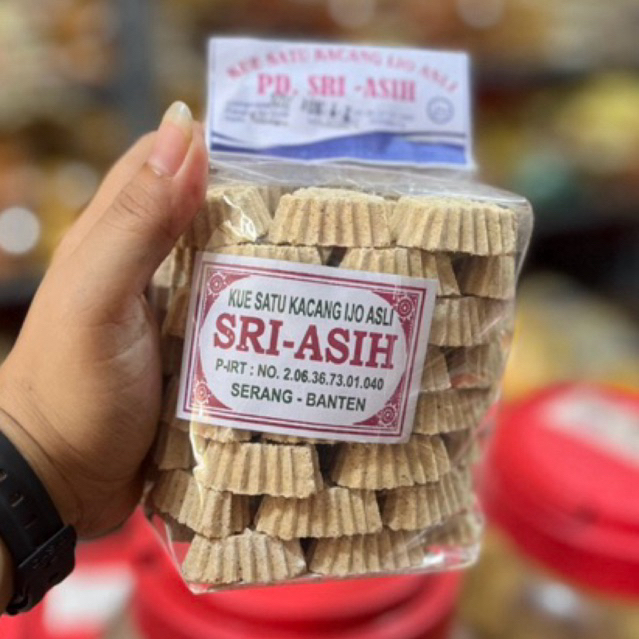 KUE SATU KACANG IJO ASLI
PD. SRI -ASIH
KUE SATU KACANG IJO ASLI
SRI-ASIH
P-IRT : NO. 2.06.36.73.01.040
SERANG - BANTEN